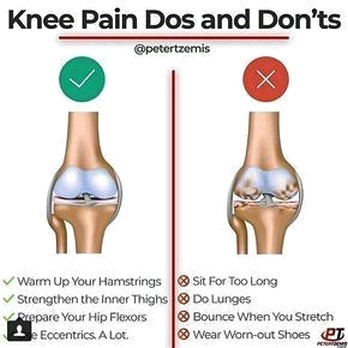 Knee Pain Dos and Don'ts
@petertzemis
Warm Up Your Hamstrings
Strengthen the Inner Thighs
Prepare Your Hip Flexors
Eccentrics. A Lot.
Sit For Too Long
Do Lunges
Bounce When You Stretch
Wear Worn-out Shoes
PT